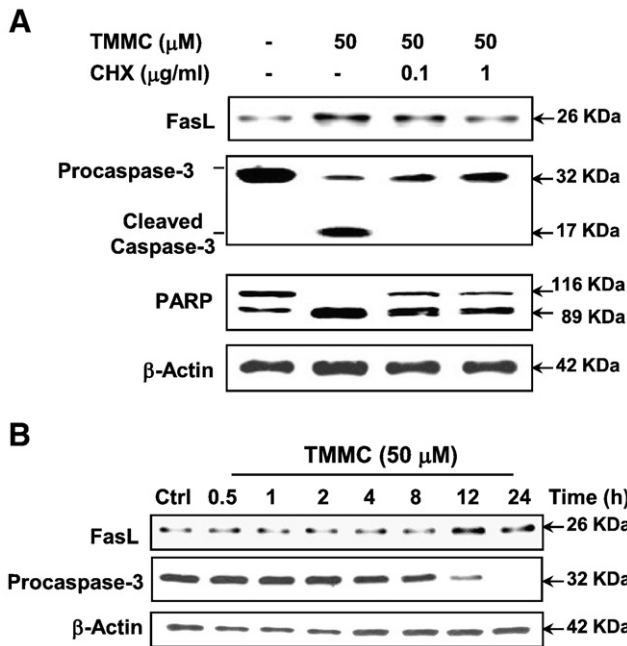 A
TMMC (μM) - 50 50 50
CHX (μg/ml) - - 0.1 1
FasL 26 KDa
Procaspase-3 32 KDa
Cleaved
Caspase-3 17 KDa
116 KDa
PARP
89 KDa
β-Actin 42 KDa
B
TMMC (50 μM)
Ctrl 0.5 1 2 4 8 12 24 Time (h)
FasL 26 KDa
Procaspase-3 32 KDa
β-Actin 42 KDa